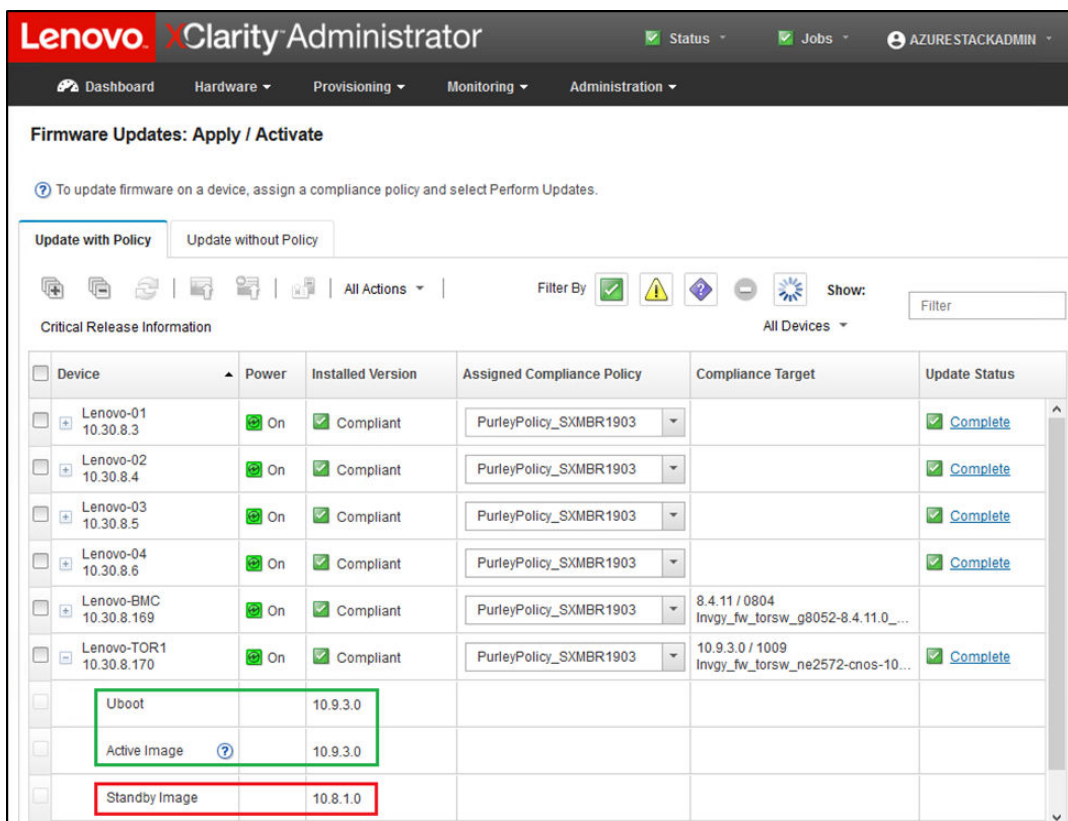 Lenovo XClarity Administrator Status Jobs AZURESTACKADMIN
Dashboard Hardware Provisioning Monitoring Administration
Firmware Updates: Apply / Activate
? To update firmware on a device, assign a compliance policy and select Perform Updates.
Update with Policy Update without Policy
All Actions Filter By Show:
Filter
Critical Release Information All Devices
Device Power Installed Version Assigned Compliance Policy Compliance Target Update Status
Lenovo-01 On Compliant PurleyPolicy_SXMBR1903 Complete
10.30.8.3
Lenovo-02 On Compliant PurleyPolicy_SXMBR1903 Complete
10.30.8.4
Lenovo-03 On Compliant PurleyPolicy_SXMBR1903 Complete
10.30.8.5
Lenovo-04 On Compliant PurleyPolicy_SXMBR1903 Complete
10.30.8.6
Lenovo-BMC On Compliant PurleyPolicy_SXMBR1903 8.4.11 / 0804
10.30.8.169 lnvgy_fw_torsw_g8052-8.4.11.0_...
Lenovo-TOR1 On Compliant PurleyPolicy_SXMBR1903 10.9.3.0 / 1009 Complete
10.30.8.170 lnvgy_fw_torsw_ne2572-cnos-10...
Uboot 10.9.3.0
Active Image ? 10.9.3.0
Standby Image 10.8.1.0